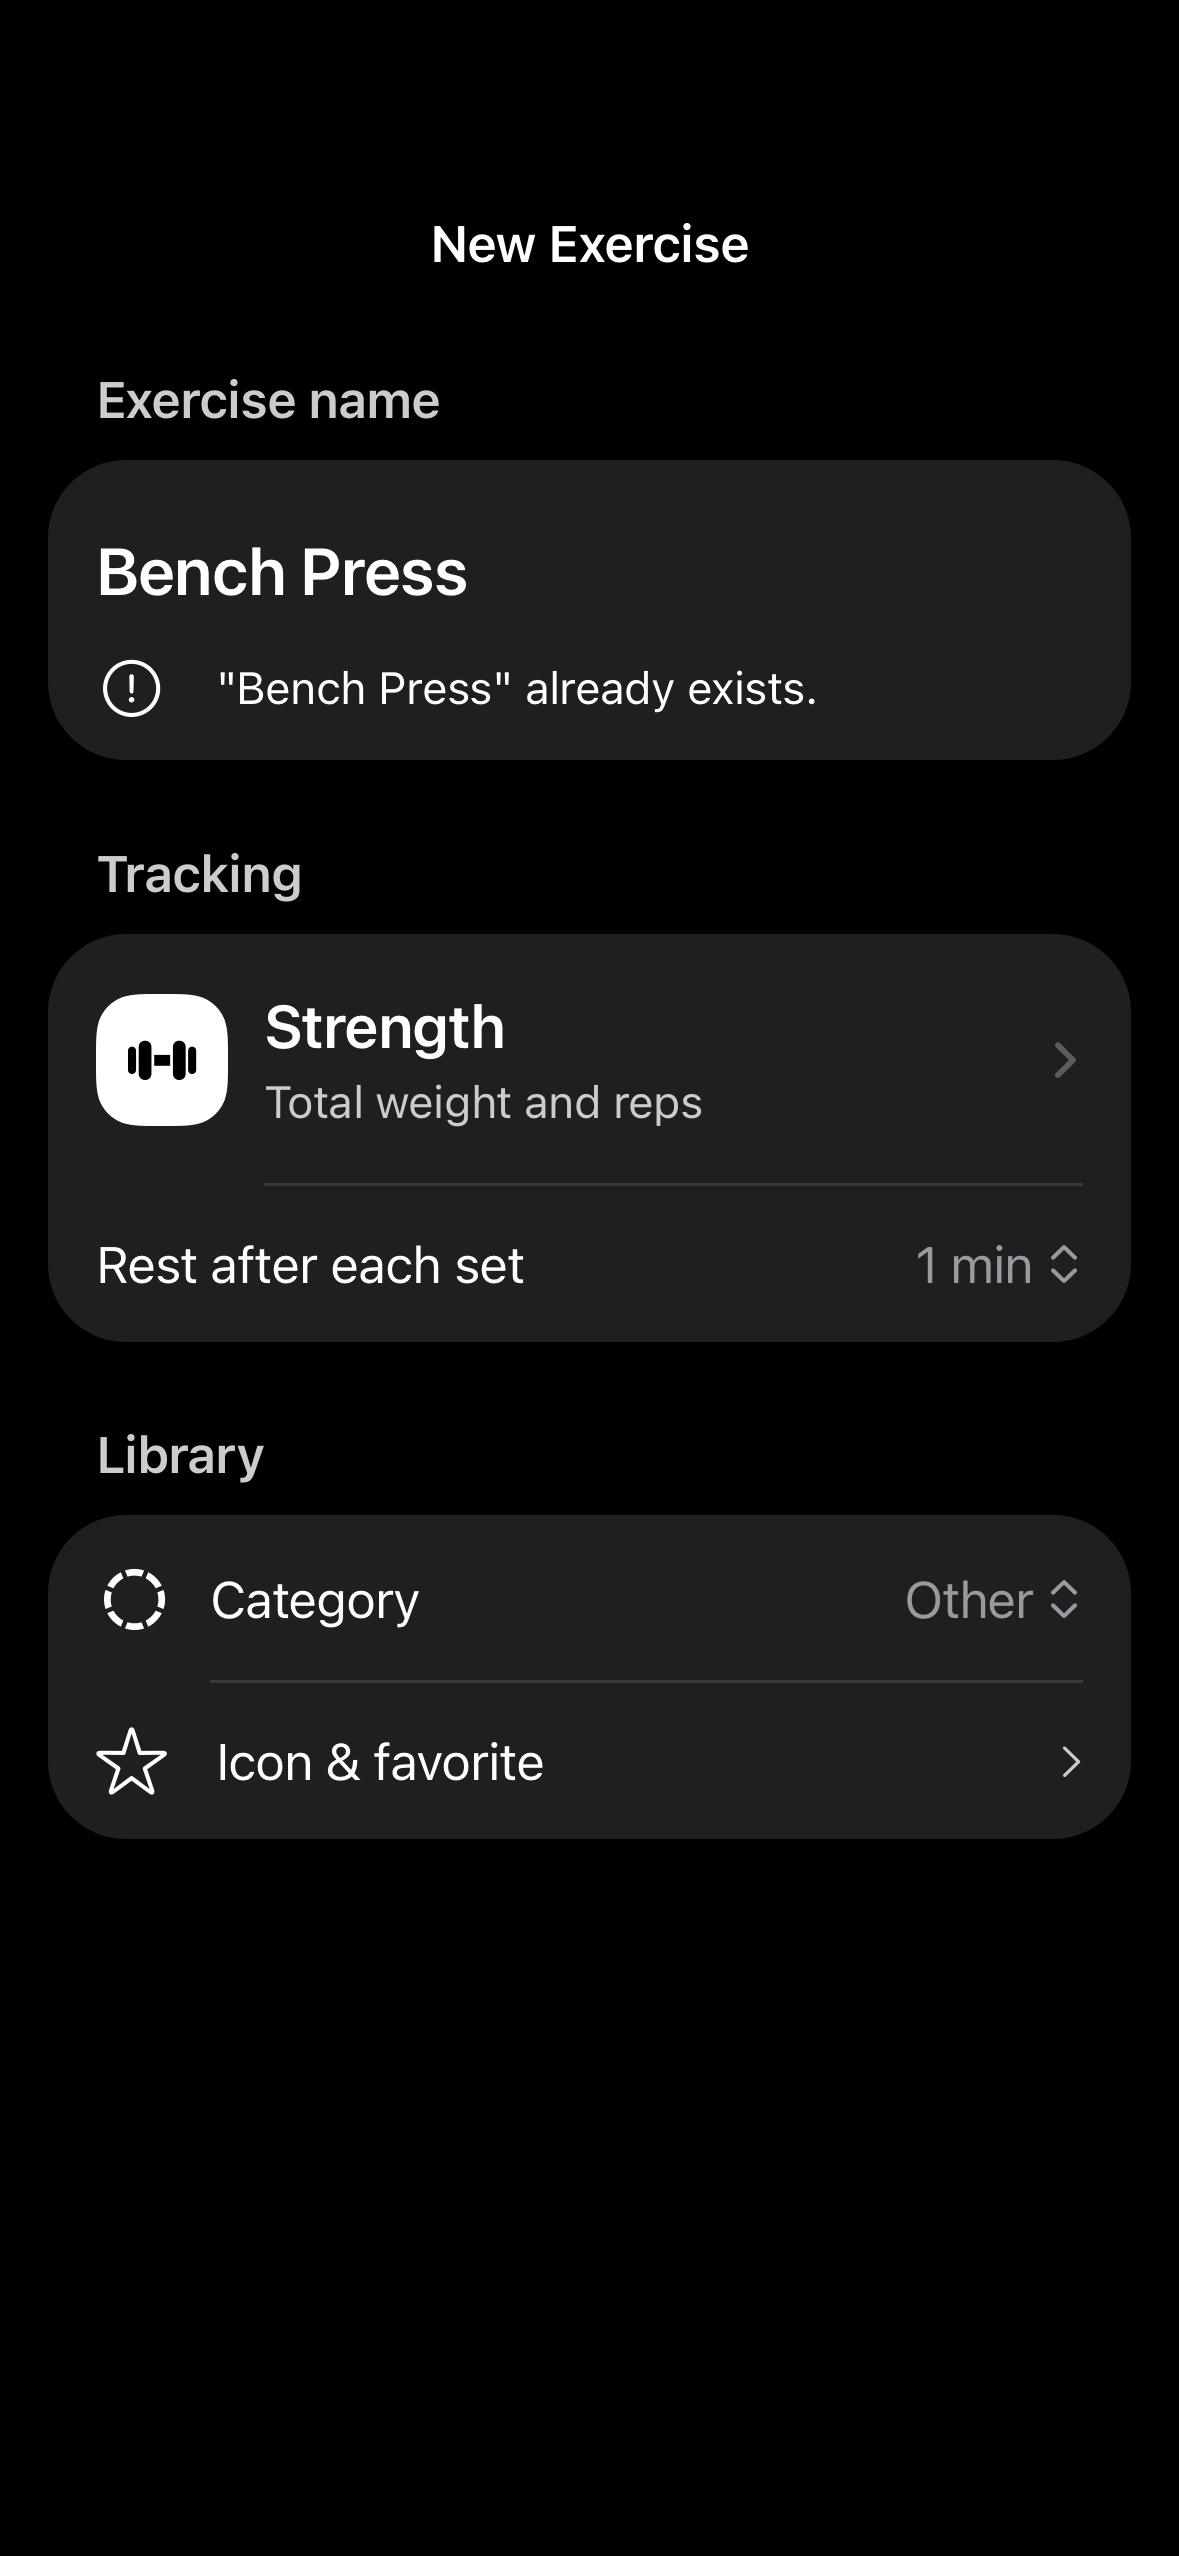 New Exercise
Exercise name
Bench Press
"Bench Press" already exists.
Tracking
Strength
Total weight and reps
Rest after each set 1 min
Library
Category Other
Icon & favorite